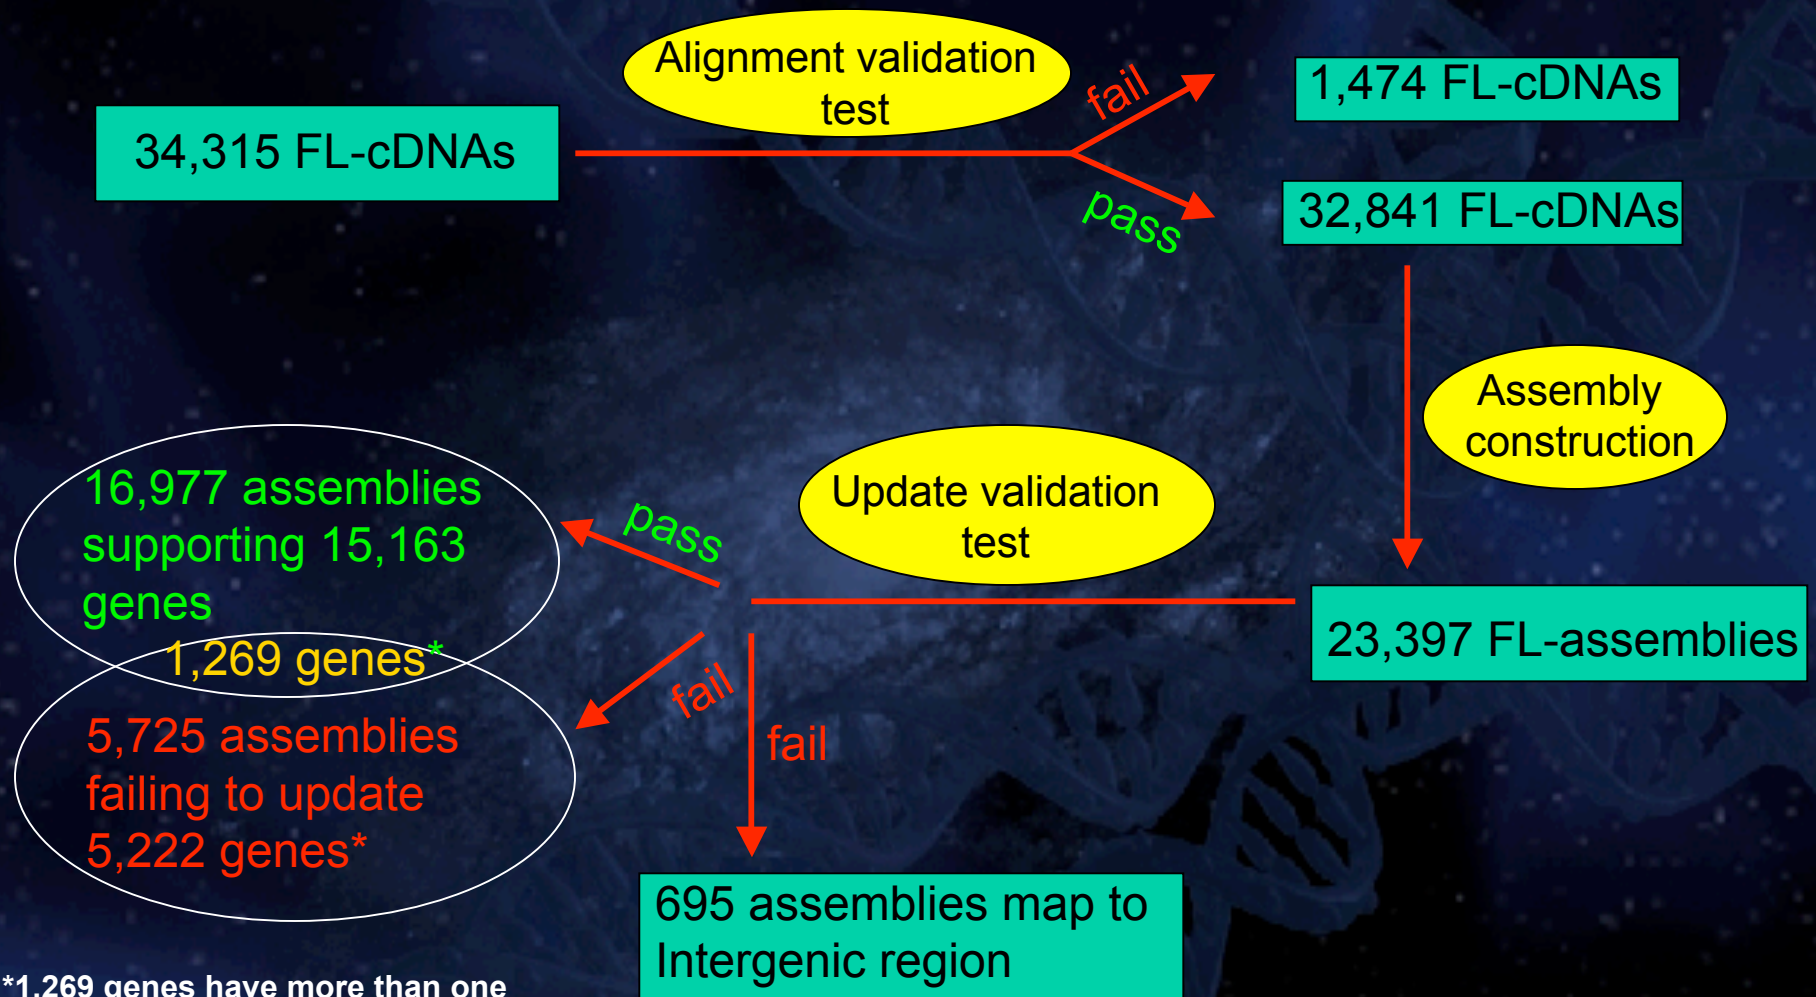 Alignment validation
test
34,315 FL-cDNAs
fail
1,474 FL-cDNAs
pass
32,841 FL-cDNAs
Assembly
construction
16,977 assemblies
supporting 15,163
genes
1,269 genes*
5,725 assemblies
failing to update
5,222 genes*
pass
Update validation
test
23,397 FL-assemblies
fail
fail
695 assemblies map to
Intergenic region
*1,269 genes have more than one